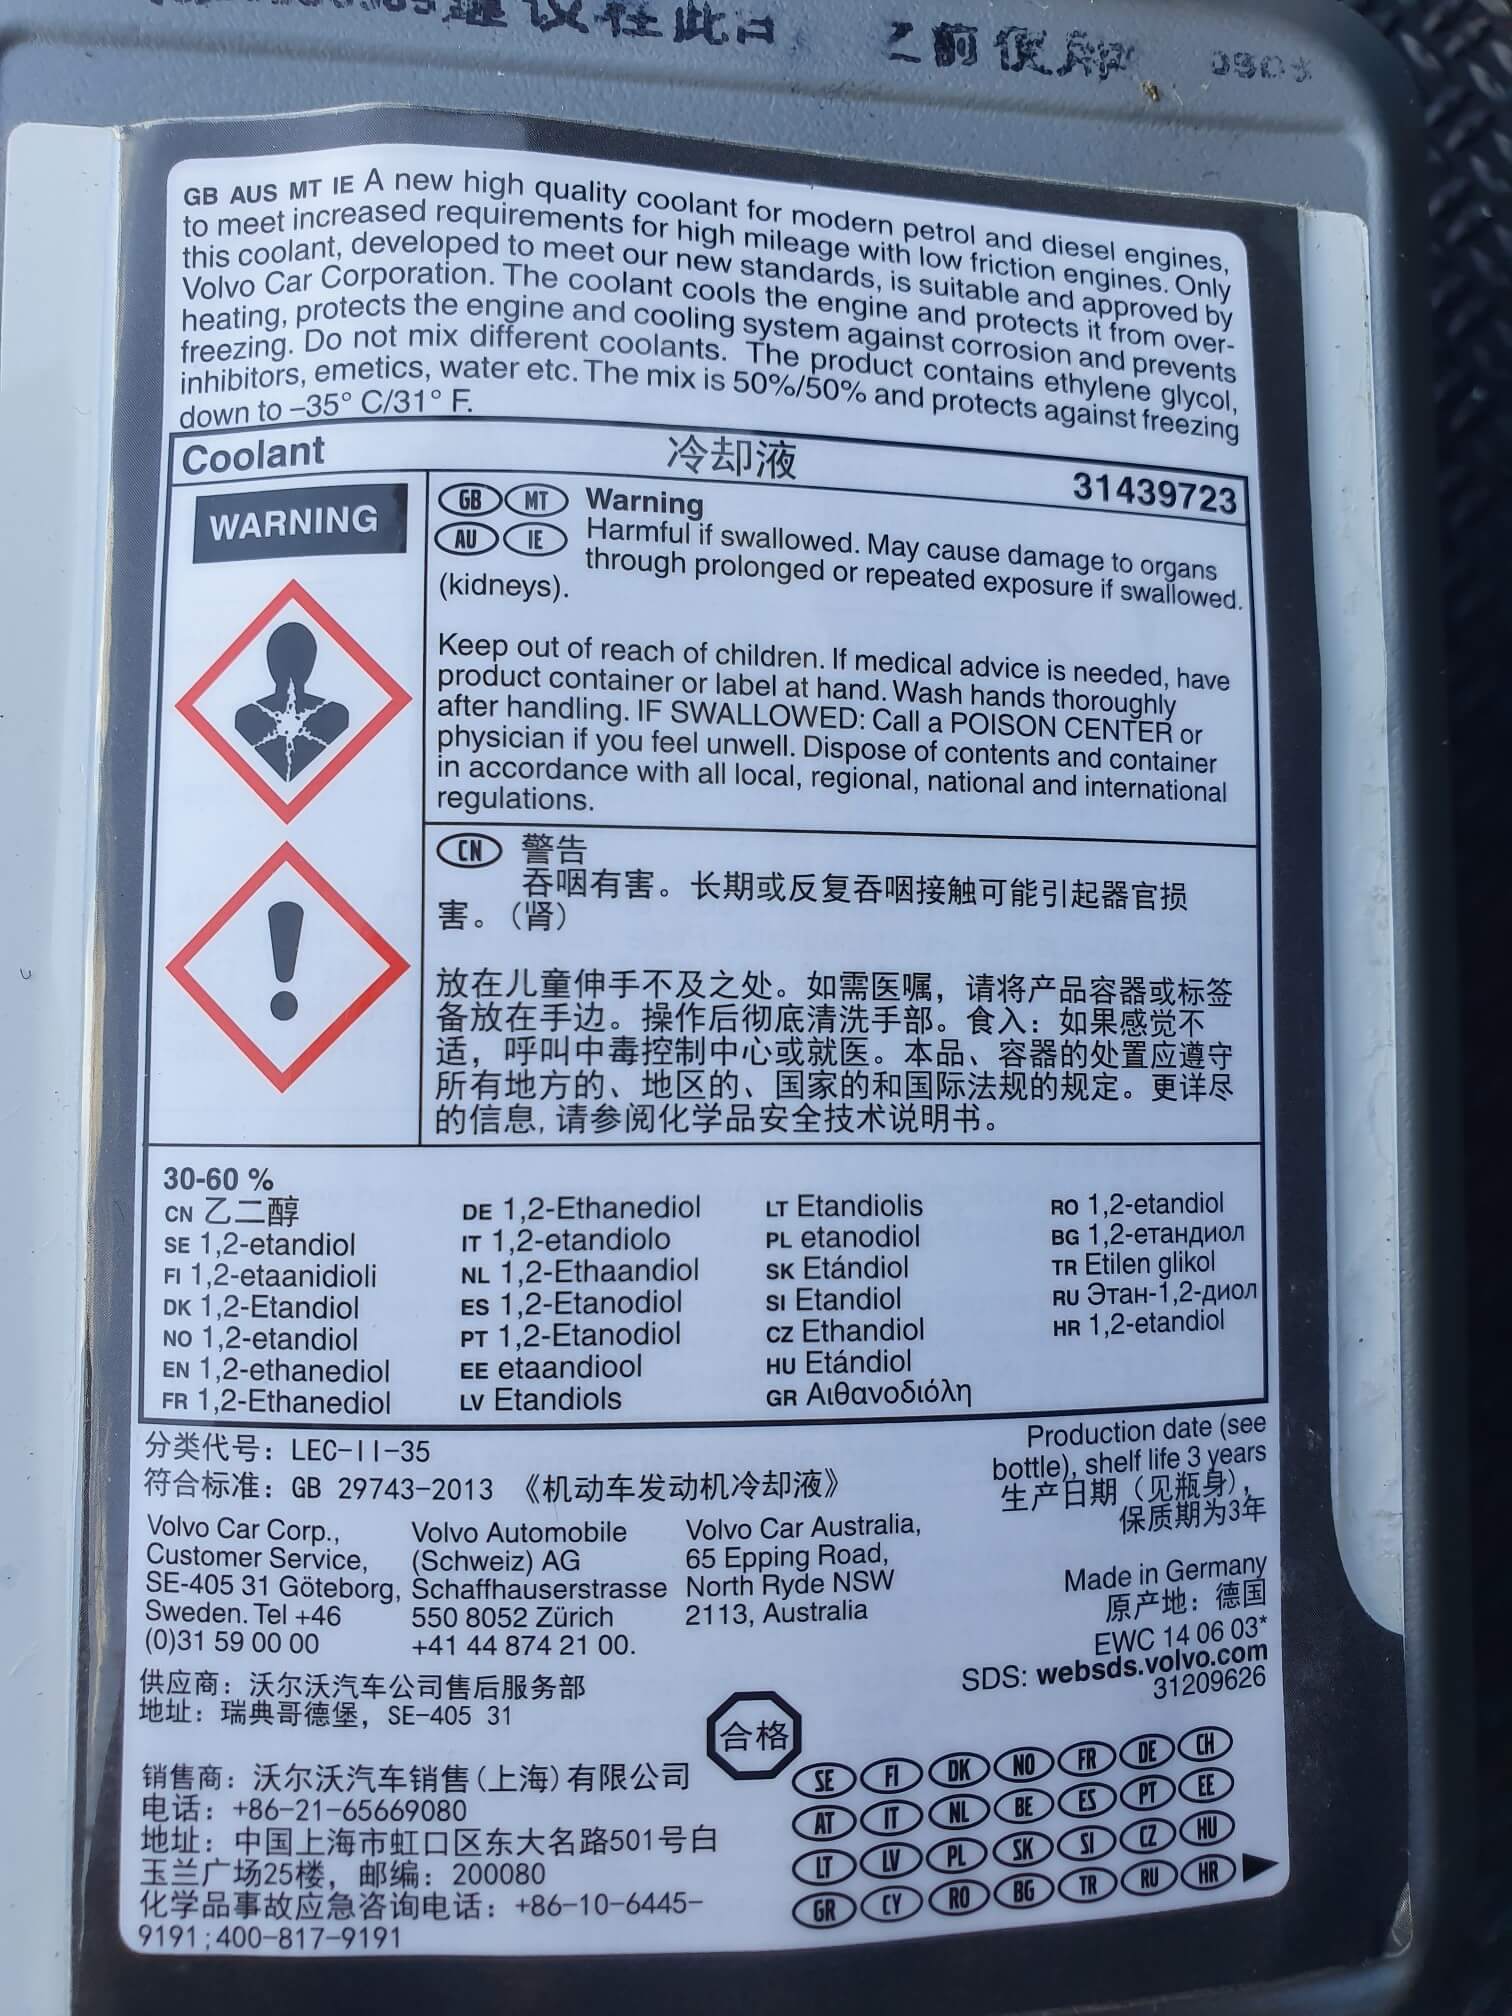 建议在此日 之前使用
GB AUS MT IE A new high quality coolant for modern petrol and diesel engines,
to meet increased requirements for high mileage with low friction engines. Only
this coolant, developed to meet our new standards, is suitable and approved by
Volvo Car Corporation. The coolant cools the engine and protects it from over-
heating, protects the engine and cooling system against corrosion and prevents
freezing. Do not mix different coolants. The product contains ethylene glycol,
inhibitors, emetics, water etc. The mix is 50%/50% and protects against freezing
down to –35° C/31° F.
Coolant 冷却液 31439723
WARNING
GB MT Warning
AU IE Harmful if swallowed. May cause damage to organs
through prolonged or repeated exposure if swallowed.
(kidneys).
Keep out of reach of children. If medical advice is needed, have
product container or label at hand. Wash hands thoroughly
after handling. IF SWALLOWED: Call a POISON CENTER or
physician if you feel unwell. Dispose of contents and container
in accordance with all local, regional, national and international
regulations.
CN 警告
吞咽有害。长期或反复吞咽接触可能引起器官损
害。（肾）
放在儿童伸手不及之处。如需医嘱，请将产品容器或标签
备放在手边。操作后彻底清洗手部。食入：如果感觉不
适，呼叫中毒控制中心或就医。本品、容器的处置应遵守
所有地方的、地区的、国家的和国际法规的规定。更详尽
的信息，请参阅化学品安全技术说明书。
30-60 %
CN 乙二醇
SE 1,2-etandiol
FI 1,2-etaanidioli
DK 1,2-Etandiol
NO 1,2-etandiol
EN 1,2-ethanediol
FR 1,2-Ethanediol
DE 1,2-Ethanediol
IT 1,2-etandiolo
NL 1,2-Ethaandiol
ES 1,2-Etanodiol
PT 1,2-Etanodiol
EE etaandiool
LV Etandiols
LT Etandiolis
PL etanodiol
SK Etándiol
SI Etandiol
CZ Ethandiol
HU Etándiol
GR Αιθανοδιόλη
RO 1,2-etandiol
BG 1,2-етандиол
TR Etilen glikol
RU Этан-1,2-диол
HR 1,2-etandiol
分类代号：LEC-II-35
符合标准：GB 29743-2013 《机动车发动机冷却液》
Production date (see
bottle), shelf life 3 years
生产日期（见瓶身），
保质期为3年
Volvo Car Corp.,
Customer Service,
SE-405 31 Göteborg,
Sweden. Tel +46
(0)31 59 00 00
Volvo Automobile
(Schweiz) AG
Schaffhauserstrasse
550 8052 Zürich
+41 44 874 21 00.
Volvo Car Australia,
65 Epping Road,
North Ryde NSW
2113, Australia
Made in Germany
原产地：德国
EWC 14 06 03*
SDS: websds.volvo.com
31209626
供应商：沃尔沃汽车公司售后服务部
地址：瑞典哥德堡，SE-405 31
合格
销售商：沃尔沃汽车销售(上海)有限公司
电话：+86-21-65669080
地址：中国上海市虹口区东大名路501号白
玉兰广场25楼，邮编：200080
化学品事故应急咨询电话：+86-10-6445-
9191;400-817-9191
SE FI DK NO FR DE CH
AT IT NL BE ES PT EE
LT LV PL SK SI CZ HU
GR CY RO BG TR RU HR